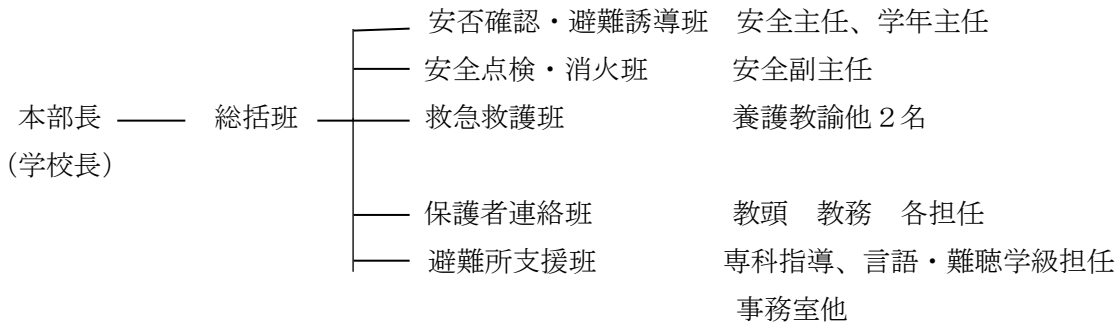 安否確認・避難誘導班 安全主任、学年主任
安全点検・消火班 安全副主任
本部長 総括班 救急救護班 養護教諭他2名
(学校長)
保護者連絡班 教頭 教務 各担任
避難所支援班 専科指導、言語・難聴学級担任
事務室他